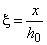 ξ = x / h₀